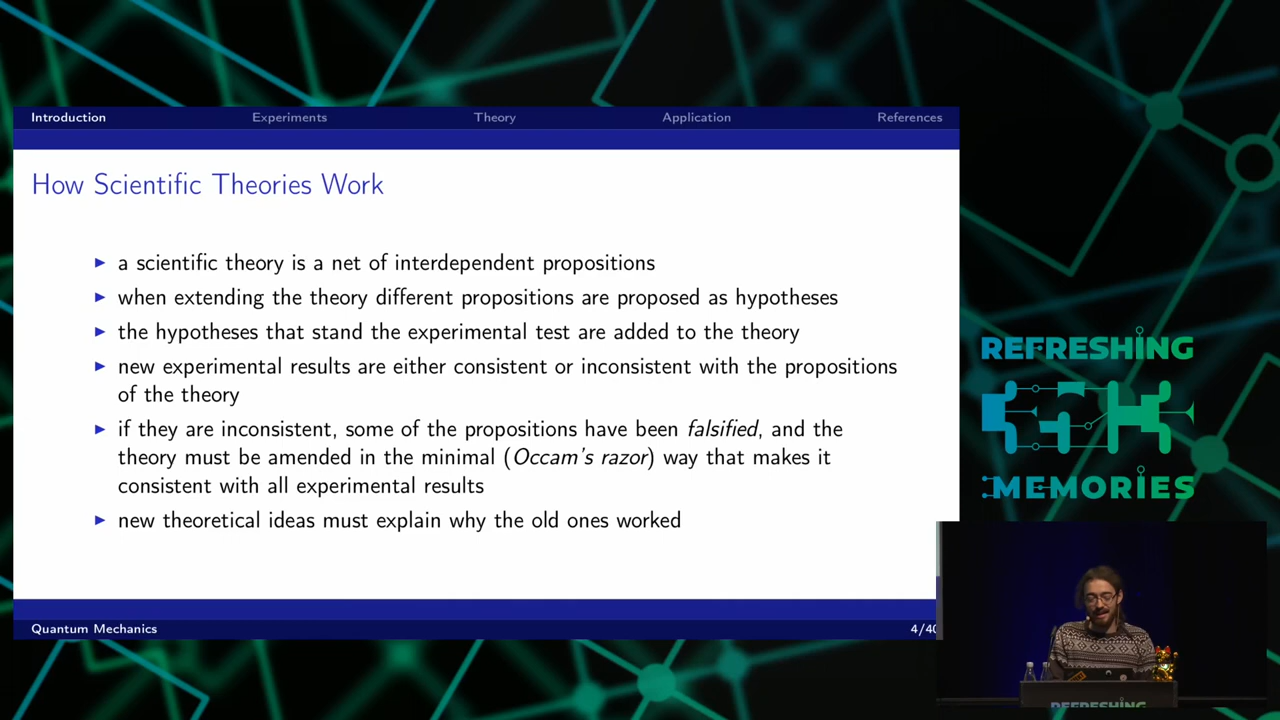 Introduction Experiments Theory Application References
How Scientific Theories Work
a scientific theory is a net of interdependent propositions
when extending the theory different propositions are proposed as hypotheses
the hypotheses that stand the experimental test are added to the theory
new experimental results are either consistent or inconsistent with the propositions
of the theory
if they are inconsistent, some of the propositions have been falsified, and the
theory must be amended in the minimal (Occam's razor) way that makes it
consistent with all experimental results
new theoretical ideas must explain why the old ones worked
Quantum Mechanics 4/40
REFRESHING
MEMORIES
REFRESHING